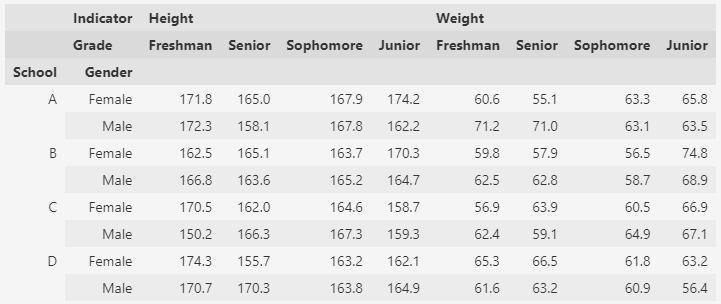 Indicator Height Weight
Grade Freshman Senior Sophomore Junior Freshman Senior Sophomore Junior
School Gender
A Female 171.8 165.0 167.9 174.2 60.6 55.1 63.3 65.8
Male 172.3 158.1 167.8 162.2 71.2 71.0 63.1 63.5
B Female 162.5 165.1 163.7 170.3 59.8 57.9 56.5 74.8
Male 166.8 163.6 165.2 164.7 62.5 62.8 58.7 68.9
C Female 170.5 162.0 164.6 158.7 56.9 63.9 60.5 66.9
Male 150.2 166.3 167.3 159.3 62.4 59.1 64.9 67.1
D Female 174.3 155.7 163.2 162.1 65.3 66.5 61.8 63.2
Male 170.7 170.3 163.8 164.9 61.6 63.2 60.9 56.4